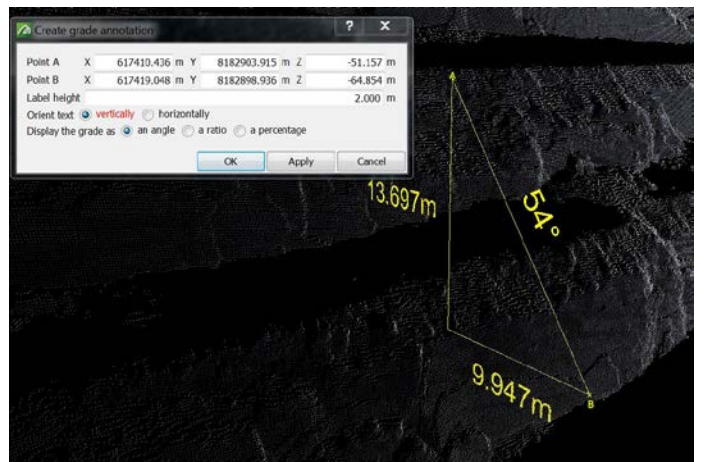 Create grade annotation ? X
Point A X 617410.436 m Y 8182903.915 m Z -51.157 m
Point B X 617419.048 m Y 8182898.936 m Z -64.854 m
Label height 2.000 m
Orient text vertically horizontally
Display the grade as an angle a ratio a percentage
OK Apply Cancel
A
13.697m
54°
9.947m
B